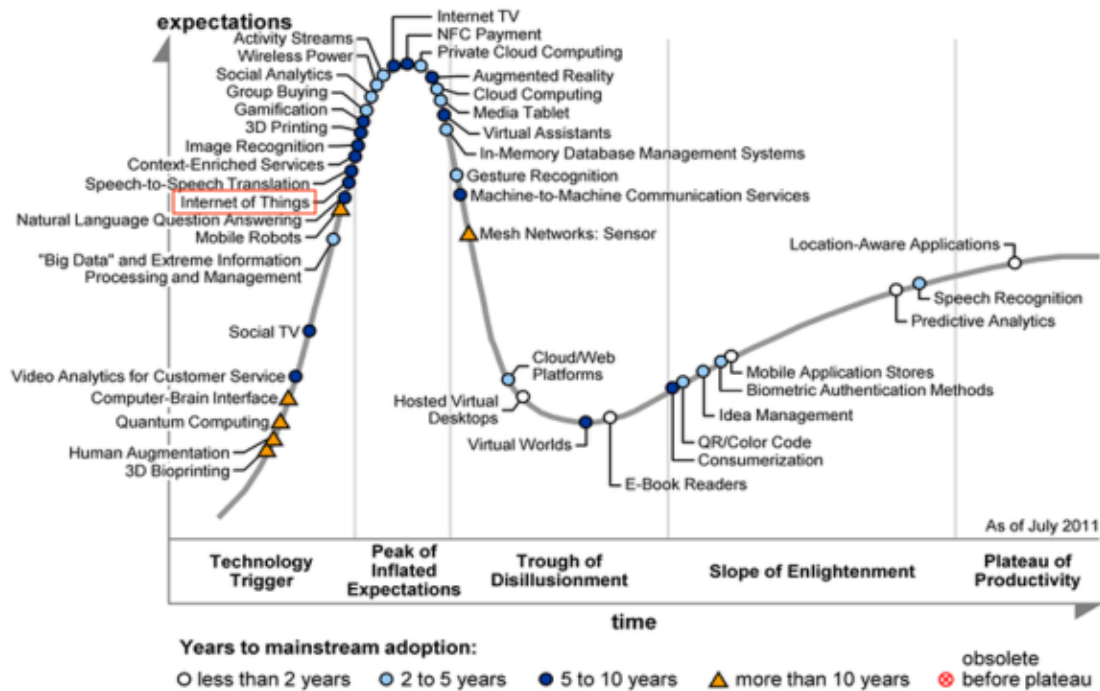 expectations
Internet TV
NFC Payment
Activity Streams
Private Cloud Computing
Wireless Power
Social Analytics
Augmented Reality
Group Buying
Cloud Computing
Gamification
Media Tablet
3D Printing
Virtual Assistants
Image Recognition
In-Memory Database Management Systems
Context-Enriched Services
Gesture Recognition
Speech-to-Speech Translation
Machine-to-Machine Communication Services
Internet of Things
Natural Language Question Answering
Mobile Robots
Mesh Networks: Sensor
Location-Aware Applications
"Big Data" and Extreme Information
Processing and Management
Speech Recognition
Predictive Analytics
Social TV
Cloud/Web
Platforms
Mobile Application Stores
Video Analytics for Customer Service
Biometric Authentication Methods
Computer-Brain Interface
Hosted Virtual
Desktops
Idea Management
Quantum Computing
Virtual Worlds
QR/Color Code
Human Augmentation
Consumerization
3D Bioprinting
E-Book Readers
As of July 2011
Technology
Trigger
Peak of
Inflated
Expectations
Trough of
Disillusionment
Slope of Enlightenment
Plateau of
Productivity
time
Years to mainstream adoption:
less than 2 years
2 to 5 years
5 to 10 years
more than 10 years
obsolete
before plateau